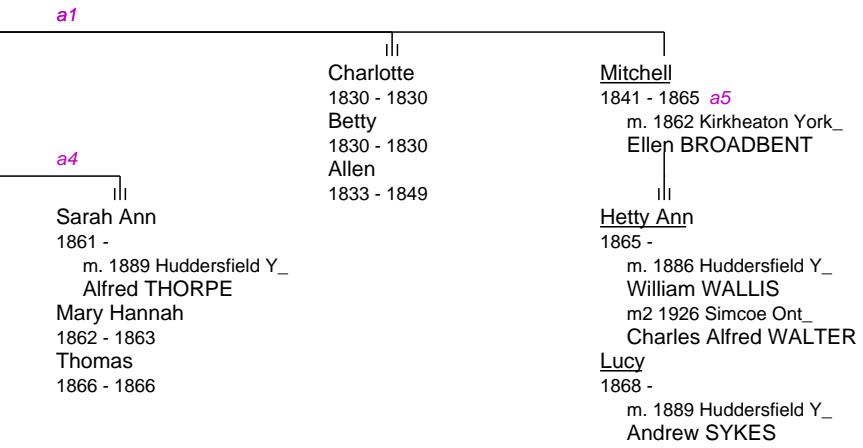 a1
Charlotte
1830 - 1830
Betty
1830 - 1830
Allen
1833 - 1849
Mitchell
1841 - 1865 a5
m. 1862 Kirkheaton York_
Ellen BROADBENT
a4
Sarah Ann
1861 -
m. 1889 Huddersfield Y_
Alfred THORPE
Mary Hannah
1862 - 1863
Thomas
1866 - 1866
Hetty Ann
1865 -
m. 1886 Huddersfield Y_
William WALLIS
m2 1926 Simcoe Ont_
Charles Alfred WALTER
Lucy
1868 -
m. 1889 Huddersfield Y_
Andrew SYKES